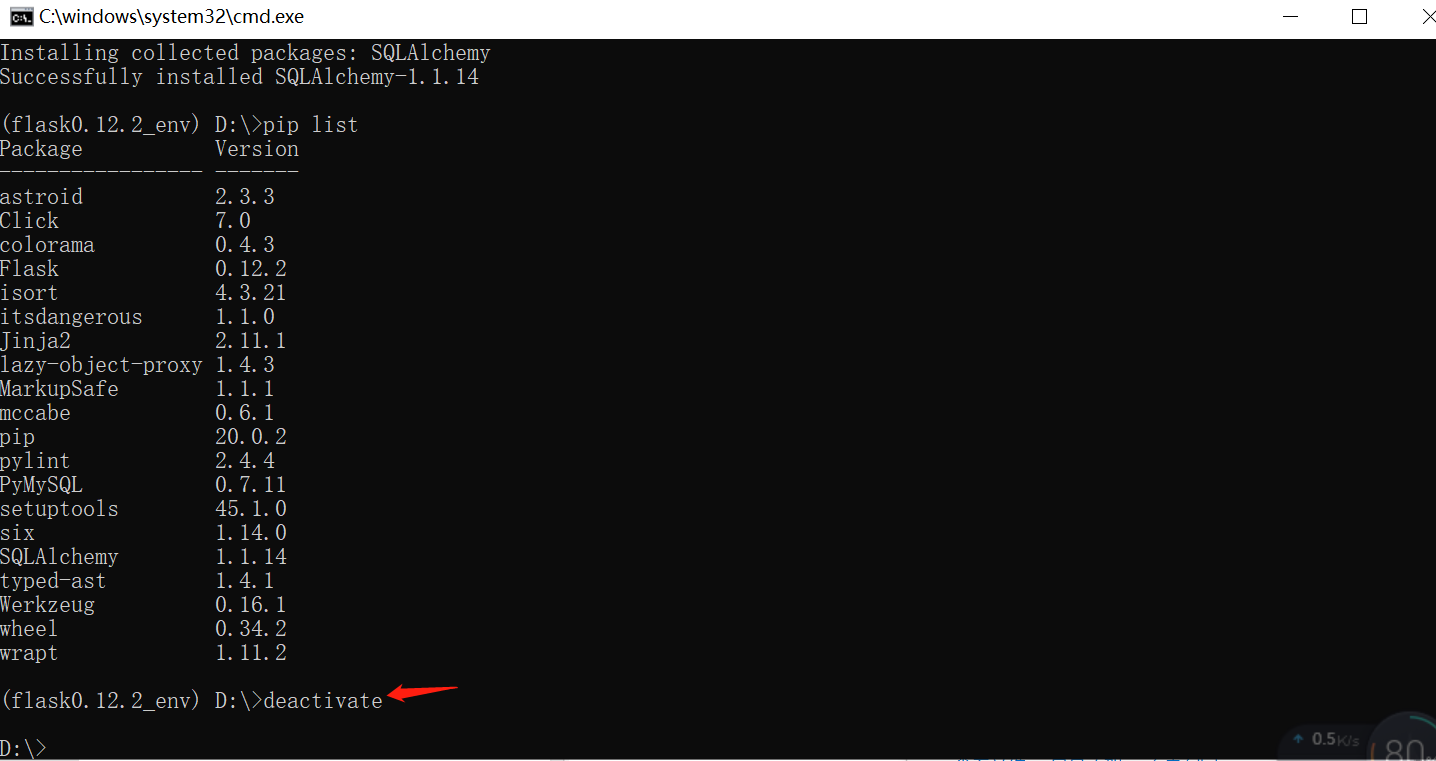 C:\windows\system32\cmd.exe
Installing collected packages: SQLAlchemy
Successfully installed SQLAlchemy-1.1.14
(flask0.12.2_env) D:\>pip list
Package Version
----------------- -------
astroid 2.3.3
Click 7.0
colorama 0.4.3
Flask 0.12.2
isort 4.3.21
itsdangerous 1.1.0
Jinja2 2.11.1
lazy-object-proxy 1.4.3
MarkupSafe 1.1.1
mccabe 0.6.1
pip 20.0.2
pylint 2.4.4
PyMySQL 0.7.11
setuptools 45.1.0
six 1.14.0
SQLAlchemy 1.1.14
typed-ast 1.4.1
Werkzeug 0.16.1
wheel 0.34.2
wrapt 1.11.2
(flask0.12.2_env) D:\>deactivate
D:\>
0.5K/s
80